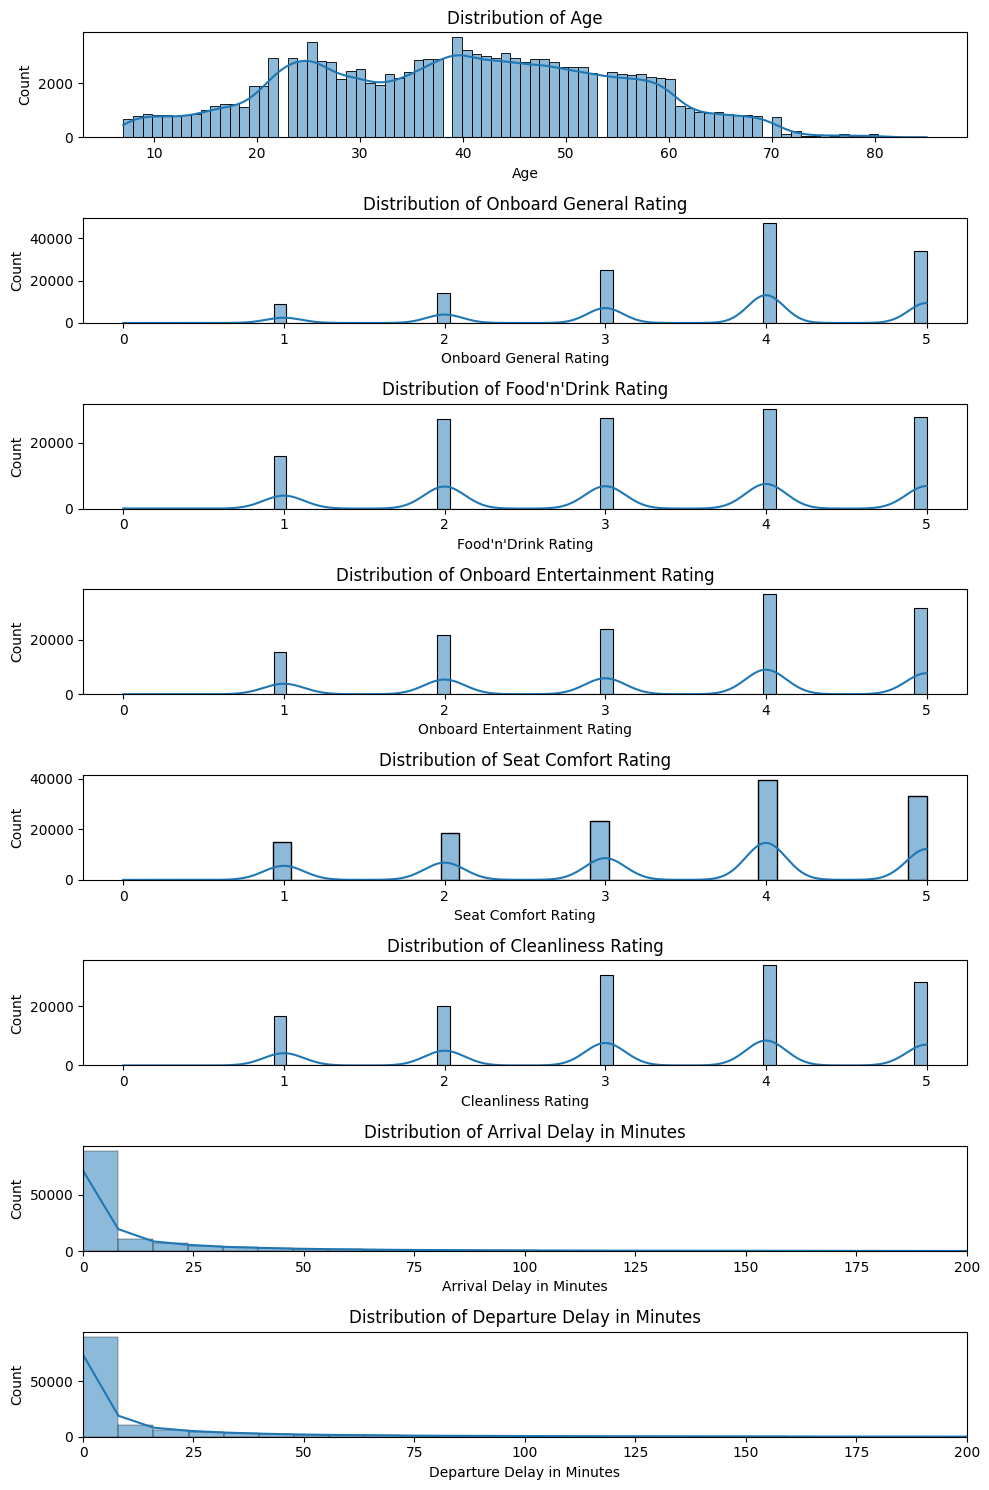 Distribution of Age
Count
2000
0
10 20 30 40 50 60 70 80
Age
Distribution of Onboard General Rating
Count
40000
20000
0
0 1 2 3 4 5
Onboard General Rating
Distribution of Food'n'Drink Rating
Count
20000
0
0 1 2 3 4 5
Food'n'Drink Rating
Distribution of Onboard Entertainment Rating
Count
20000
0
0 1 2 3 4 5
Onboard Entertainment Rating
Distribution of Seat Comfort Rating
Count
40000
20000
0
0 1 2 3 4 5
Seat Comfort Rating
Distribution of Cleanliness Rating
Count
20000
0
0 1 2 3 4 5
Cleanliness Rating
Distribution of Arrival Delay in Minutes
Count
50000
0
0 25 50 75 100 125 150 175 200
Arrival Delay in Minutes
Distribution of Departure Delay in Minutes
Count
50000
0
0 25 50 75 100 125 150 175 200
Departure Delay in Minutes